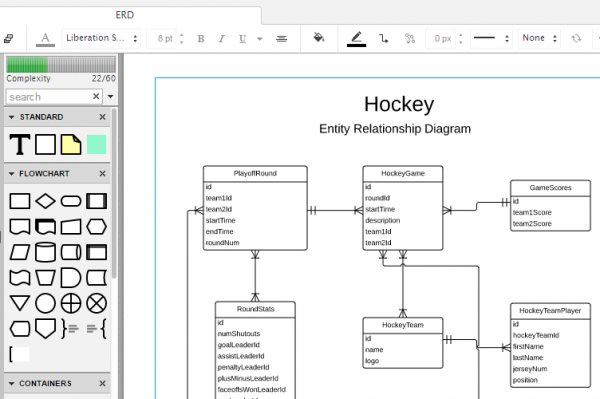 ERD
A
Liberation S...
8 pt
B
I
U
0 px
None
Complexity
22/60
search
STANDARD
T
FLOWCHART
CONTAINERS
Hockey
Entity Relationship Diagram
PlayoffRound
id
team1Id
team2Id
startTime
endTime
roundNum
HockeyGame
id
roundId
startTime
description
team1Id
team2Id
GameScores
id
team1Score
team2Score
RoundStats
id
numShutouts
goalLeaderId
assistLeaderId
penaltyLeaderId
plusMinusLeaderId
faceoffsWonLeaderId
HockeyTeam
id
name
logo
HockeyTeamPlayer
id
hockeyTeamId
firstName
lastName
jerseyNum
position